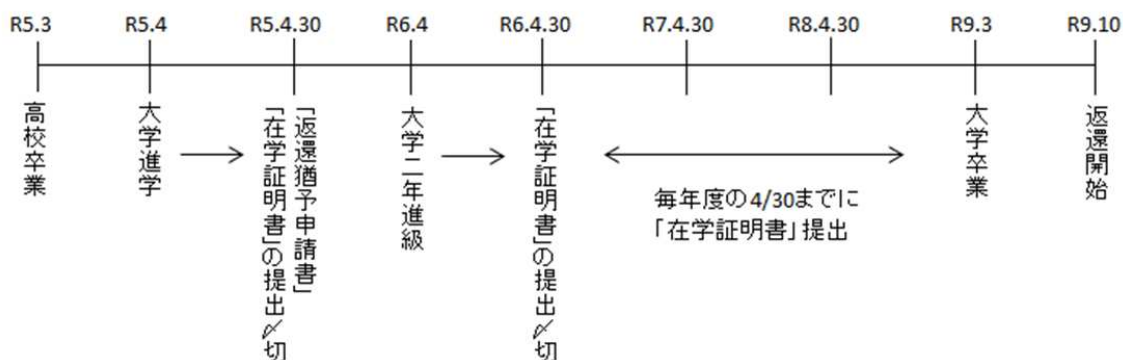 R5.3
R5.4
R5.4.30
R6.4
R6.4.30
R7.4.30
R8.4.30
R9.3
R9.10
高校卒業
大学進学
「返還猶予申請書」
「在学証明書」の提出〆切
大学二年進級
「在学証明書」の提出〆切
毎年度の4/30までに
「在学証明書」提出
大学卒業
返還開始